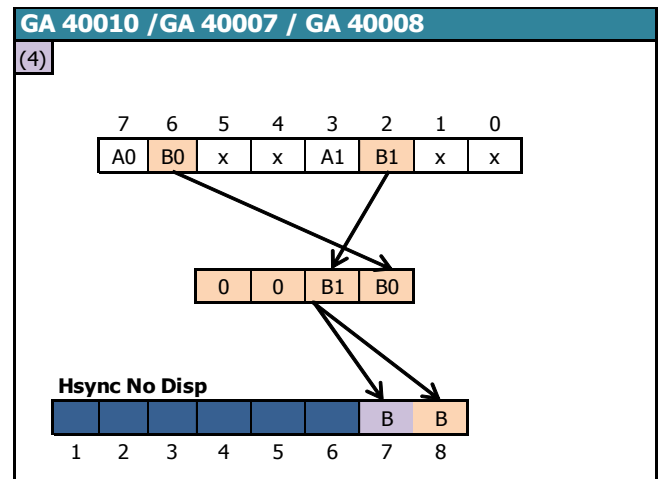 GA 40010 /GA 40007 / GA 40008
(4)
7 6 5 4 3 2 1 0
A0 B0 x x A1 B1 x x
0 0 B1 B0
Hsync No Disp
B B
1 2 3 4 5 6 7 8